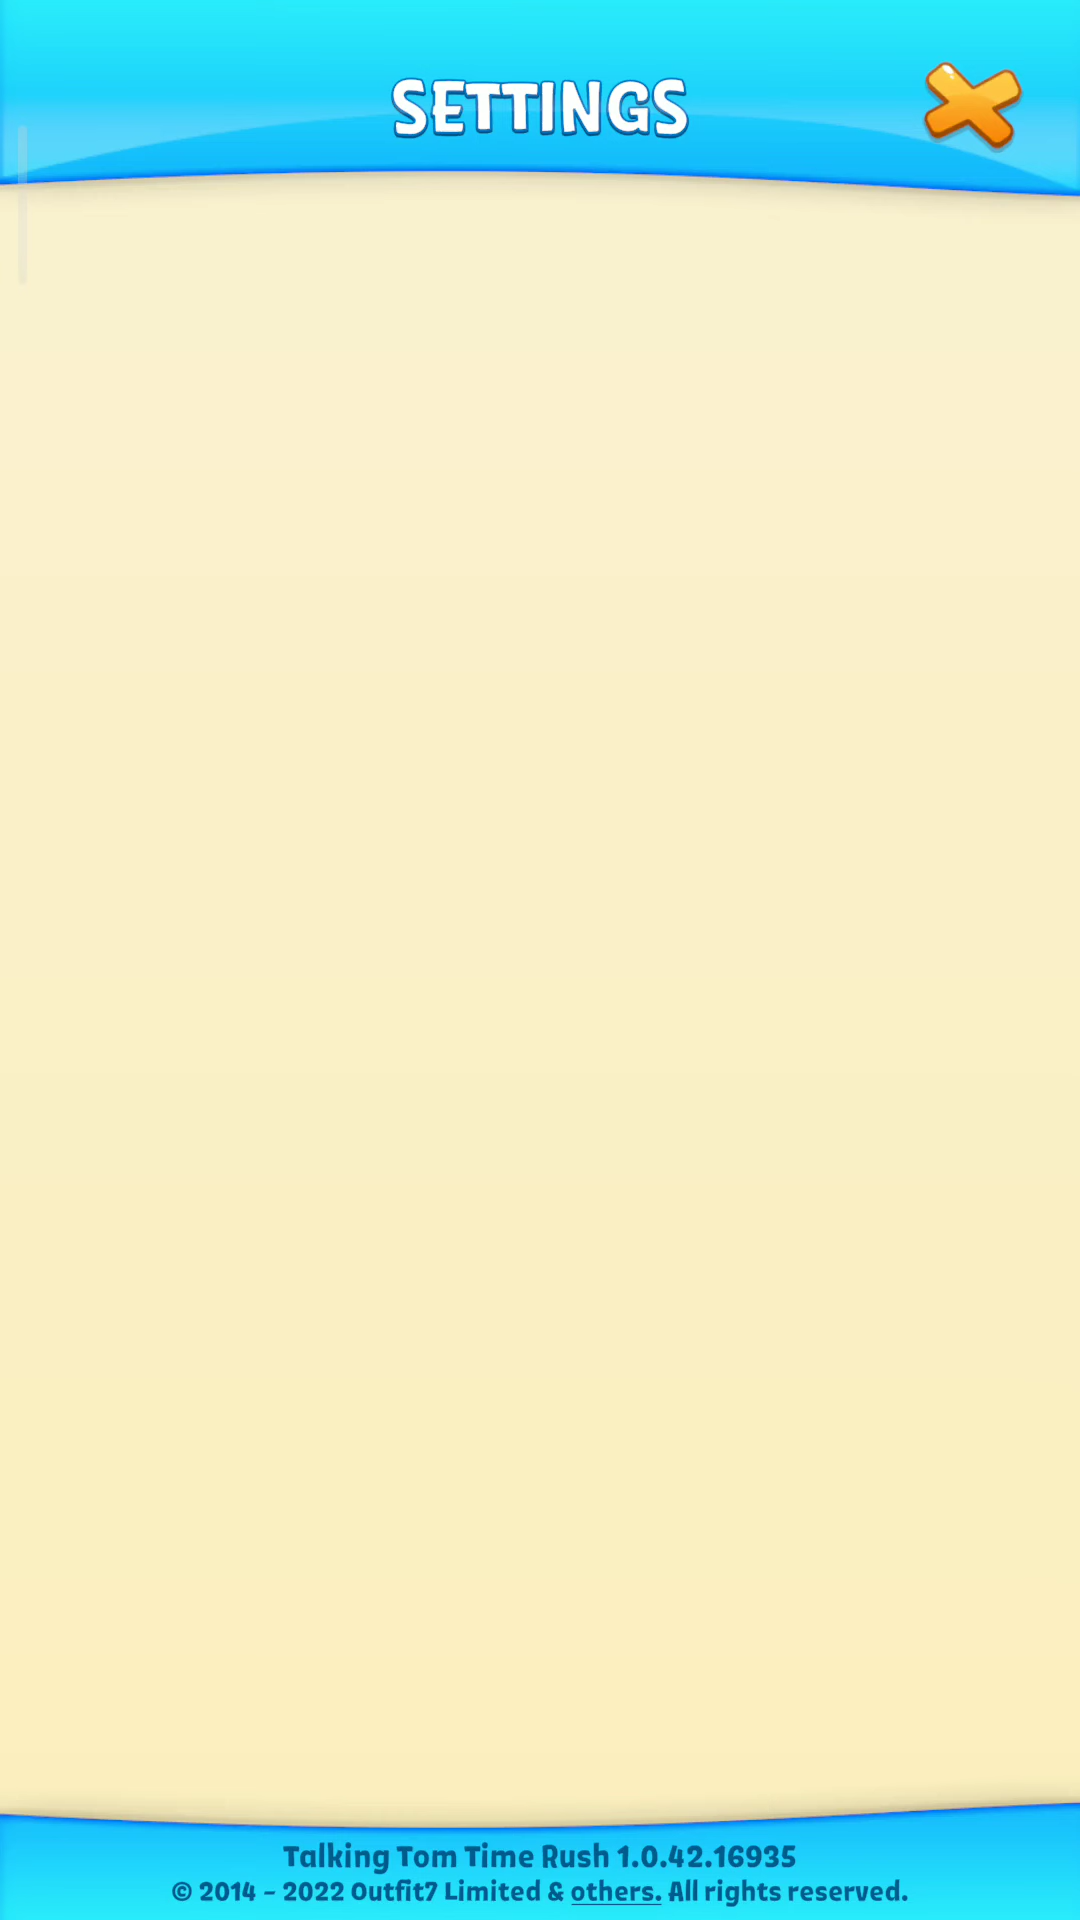 SETTINGS
Talking Tom Time Rush 1.0.42.16935
© 2014 - 2022 Outfit7 Limited & others. All rights reserved.